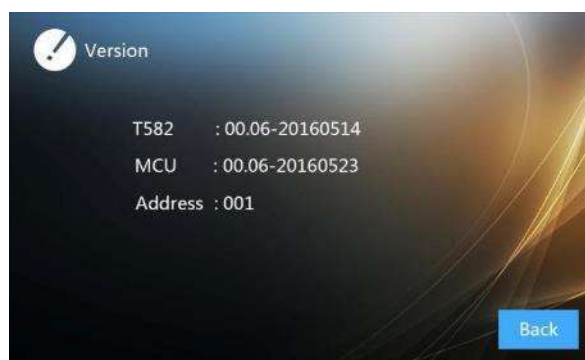 Version
T582 : 00.06-20160514
MCU : 00.06-20160523
Address : 001
Back